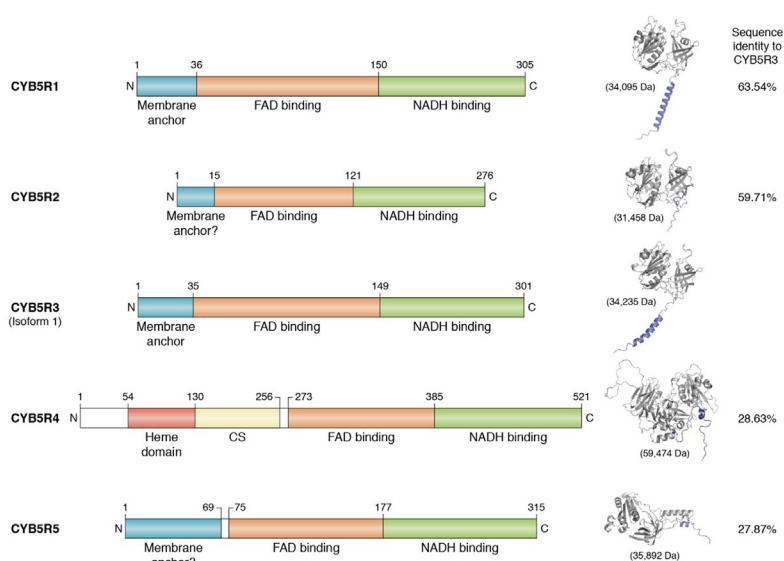 Sequence
identity to
CYB5R3
1 36 150 305
CYB5R1 N C (34,095 Da) 63.54%
Membrane
anchor
FAD binding NADH binding
1 15 121 276
CYB5R2 N C (31,458 Da) 59.71%
Membrane
anchor?
FAD binding NADH binding
1 35 149 301
CYB5R3 N C (34,235 Da)
(Isoform 1)
Membrane
anchor
FAD binding NADH binding
1 54 130 256 273 385 521
CYB5R4 N C 28.63%
Heme
domain
CS FAD binding NADH binding
(59,474 Da)
1 69 75 177 315
CYB5R5 N C 27.87%
Membrane
anchor?
FAD binding NADH binding
(35,892 Da)